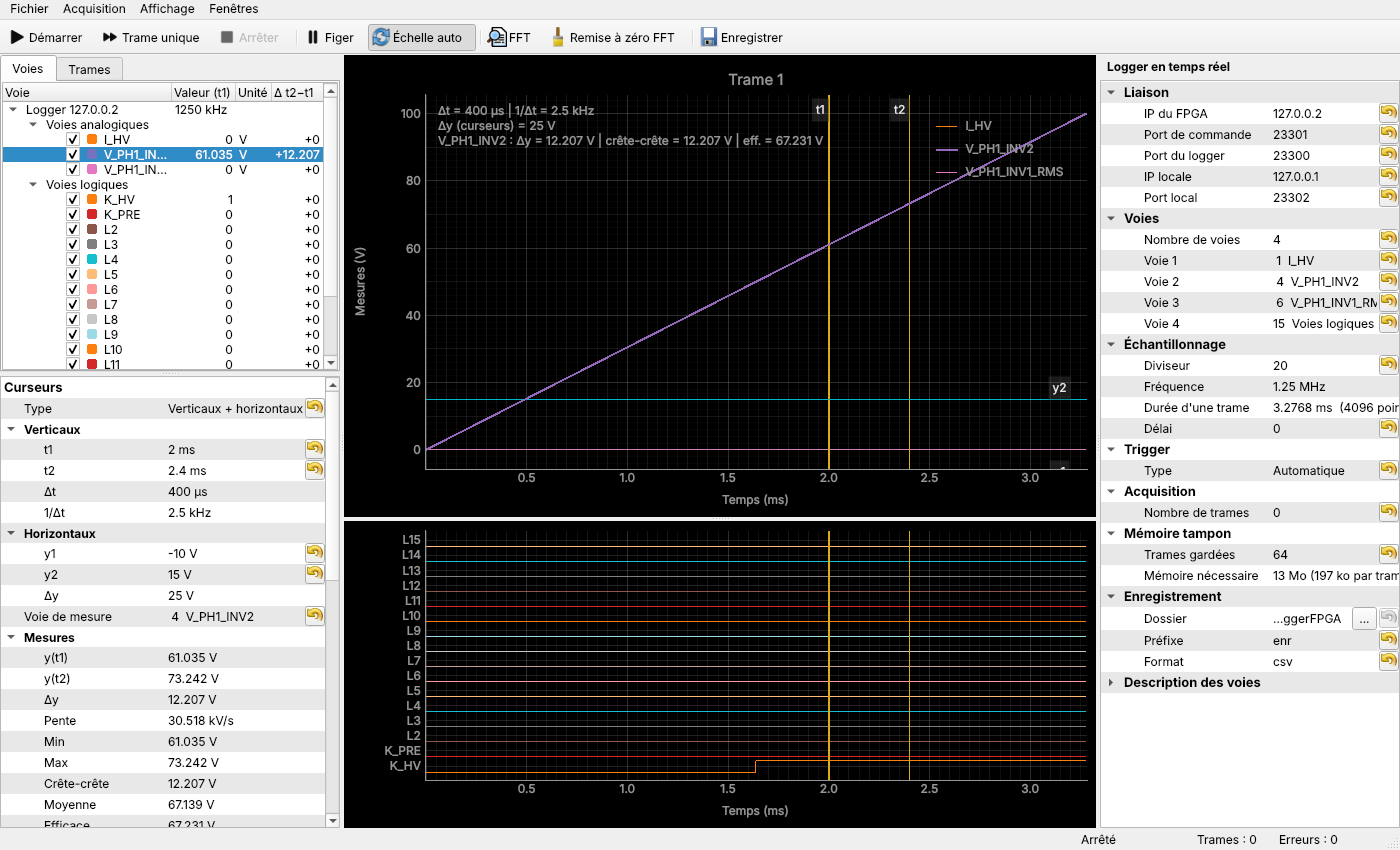 Fichier Acquisition Affichage Fenêtres
Démarrer Trame unique Arrêter Figer Échelle auto FFT Remise à zéro FFT Enregistrer
Voies Trames
Voie Valeur (t1) Unité Δ t2−t1
Logger 127.0.0.2 1250 kHz
Voies analogiques
I_HV 0 V +0
V_PH1_IN... 61.035 V +12.207
V_PH1_IN... 0 V +0
Voies logiques
K_HV 1 +0
K_PRE 0 +0
L2 0 +0
L3 0 +0
L4 0 +0
L5 0 +0
L6 0 +0
L7 0 +0
L8 0 +0
L9 0 +0
L10 0 +0
L11 0 +0
Curseurs
Type Verticaux + horizontaux
Verticaux
t1 2 ms
t2 2.4 ms
Δt 400 µs
1/Δt 2.5 kHz
Horizontaux
y1 -10 V
y2 15 V
Δy 25 V
Voie de mesure 4 V_PH1_INV2
Mesures
y(t1) 61.035 V
y(t2) 73.242 V
Δy 12.207 V
Pente 30.518 kV/s
Min 61.035 V
Max 73.242 V
Crête-crête 12.207 V
Moyenne 67.139 V
Efficace 67.231 V
Trame 1
Δt = 400 µs | 1/Δt = 2.5 kHz
Δy (curseurs) = 25 V
V_PH1_INV2 : Δy = 12.207 V | crête-crête = 12.207 V | eff. = 67.231 V
t1 t2
I_HV
V_PH1_INV2
V_PH1_INV1_RMS
y2
100
80
60
40
20
0
Mesures (V)
0.5 1.0 1.5 2.0 2.5 3.0
Temps (ms)
L15
L14
L13
L12
L11
L10
L9
L8
L7
L6
L5
L4
L3
L2
K_PRE
K_HV
0.5 1.0 1.5 2.0 2.5 3.0
Temps (ms)
Logger en temps réel
Liaison
IP du FPGA 127.0.0.2
Port de commande 23301
Port du logger 23300
IP locale 127.0.0.1
Port local 23302
Voies
Nombre de voies 4
Voie 1 1 I_HV
Voie 2 4 V_PH1_INV2
Voie 3 6 V_PH1_INV1_RM
Voie 4 15 Voies logiques
Échantillonnage
Diviseur 20
Fréquence 1.25 MHz
Durée d'une trame 3.2768 ms (4096 poin
Délai 0
Trigger
Type Automatique
Acquisition
Nombre de trames 0
Mémoire tampon
Trames gardées 64
Mémoire nécessaire 13 Mo (197 ko par tram
Enregistrement
Dossier ...ggerFPGA ...
Préfixe enr
Format csv
Description des voies
Arrêté Trames : 0 Erreurs : 0